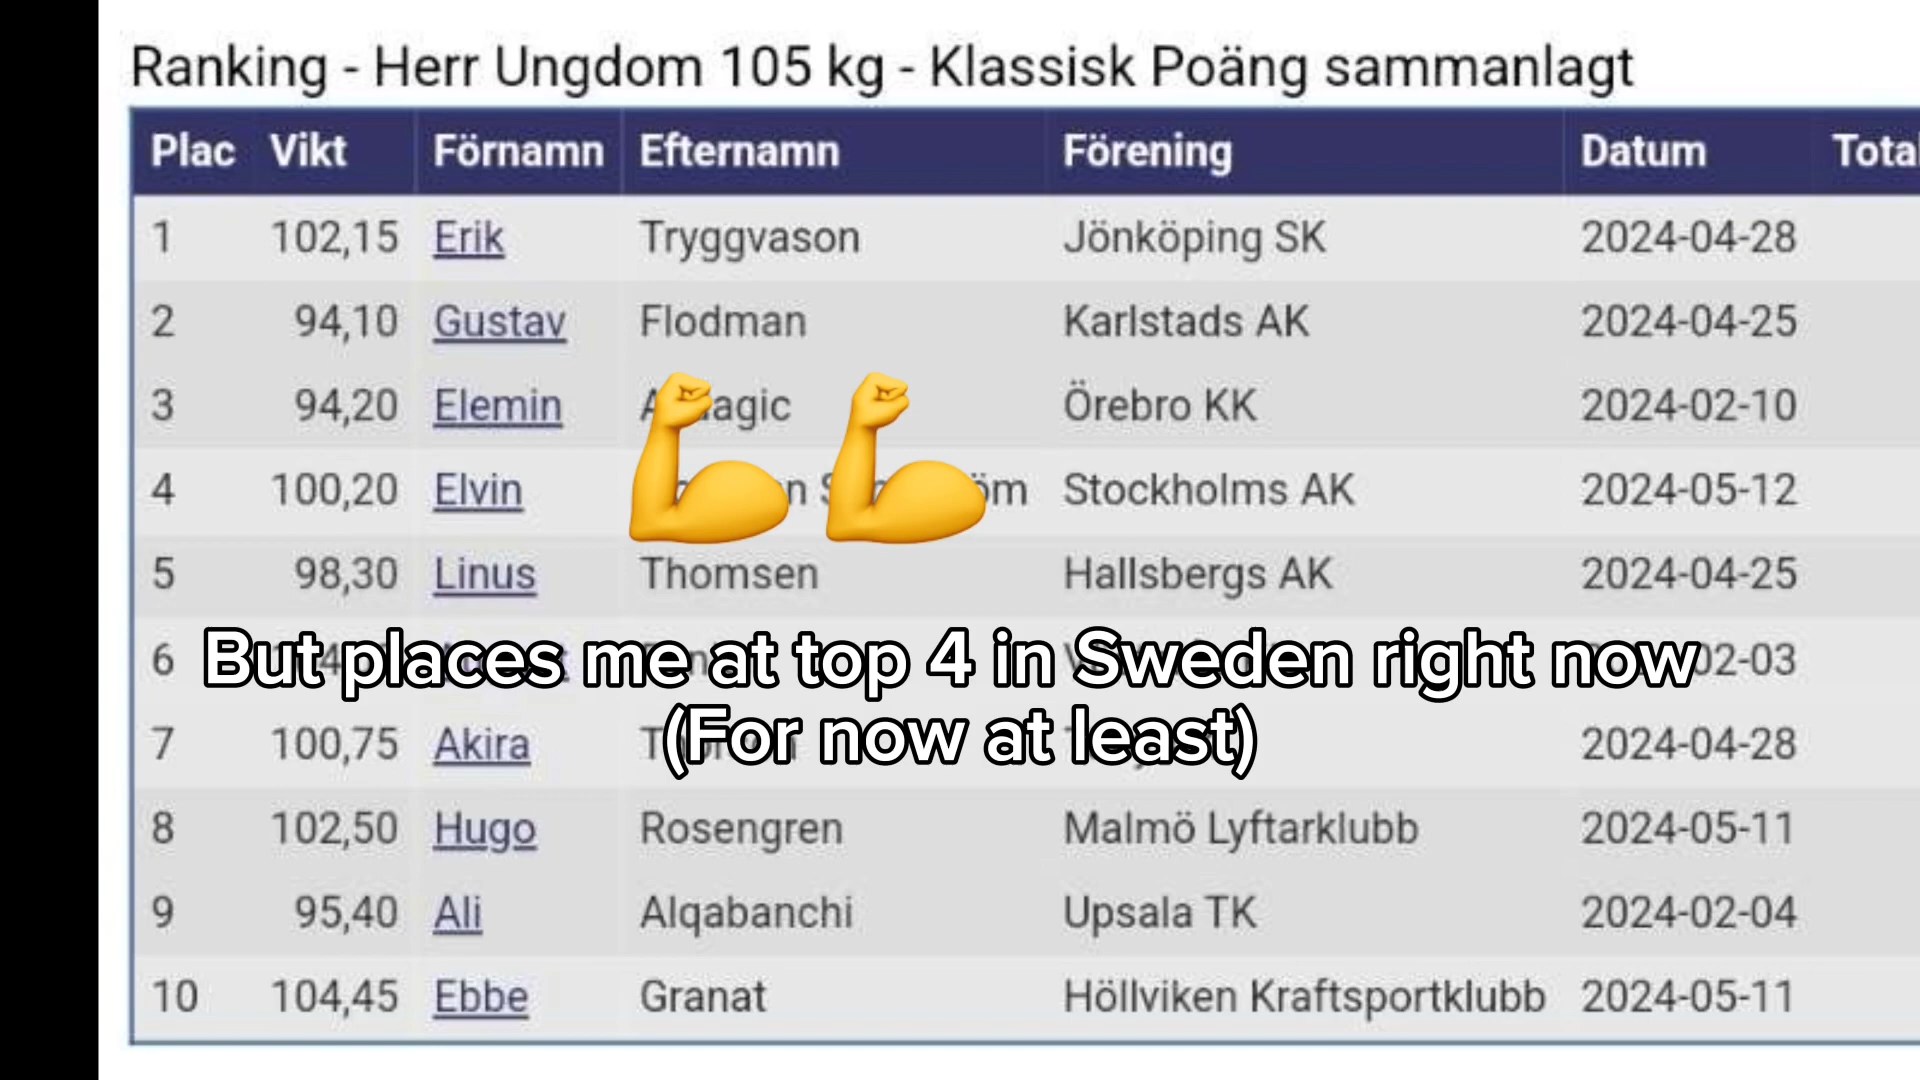 Ranking - Herr Ungdom 105 kg - Klassisk Poäng sammanlagt
Plac Vikt Förnamn Efternamn Förening Datum
1 102,15 Erik Tryggvason Jönköping SK 2024-04-28
2 94,10 Gustav Flodman Karlstads AK 2024-04-25
3 94,20 Elemin Örebro KK 2024-02-10
4 100,20 Elvin Stockholms AK 2024-05-12
5 98,30 Linus Thomsen Hallsbergs AK 2024-04-25
6
But places me at top 4 in Sweden right now
7 100,75 Akira 2024-04-28
(For now at least)
8 102,50 Hugo Rosengren Malmö Lyftarklubb 2024-05-11
9 95,40 Ali Alqabanchi Upsala TK 2024-02-04
10 104,45 Ebbe Granat Höllviken Kraftsportklubb 2024-05-11